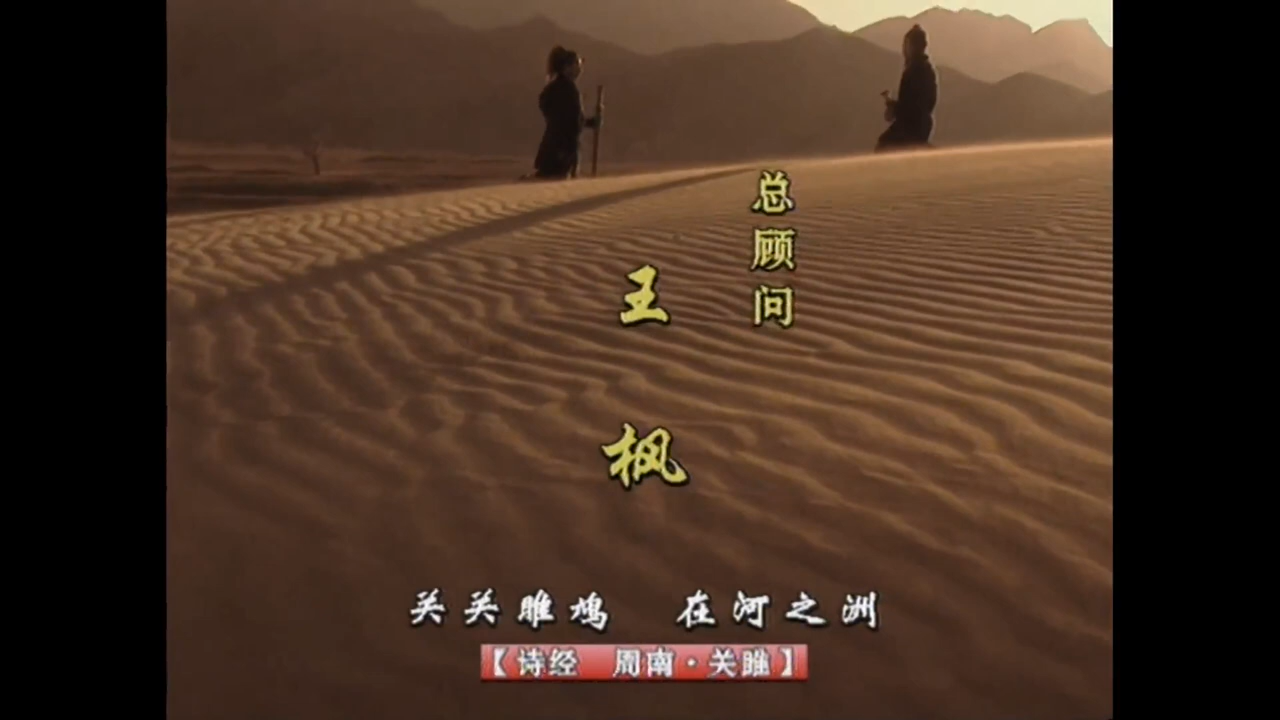 总顾问
王枫
关关雎鸠 在河之洲
【诗经 周南·关雎】